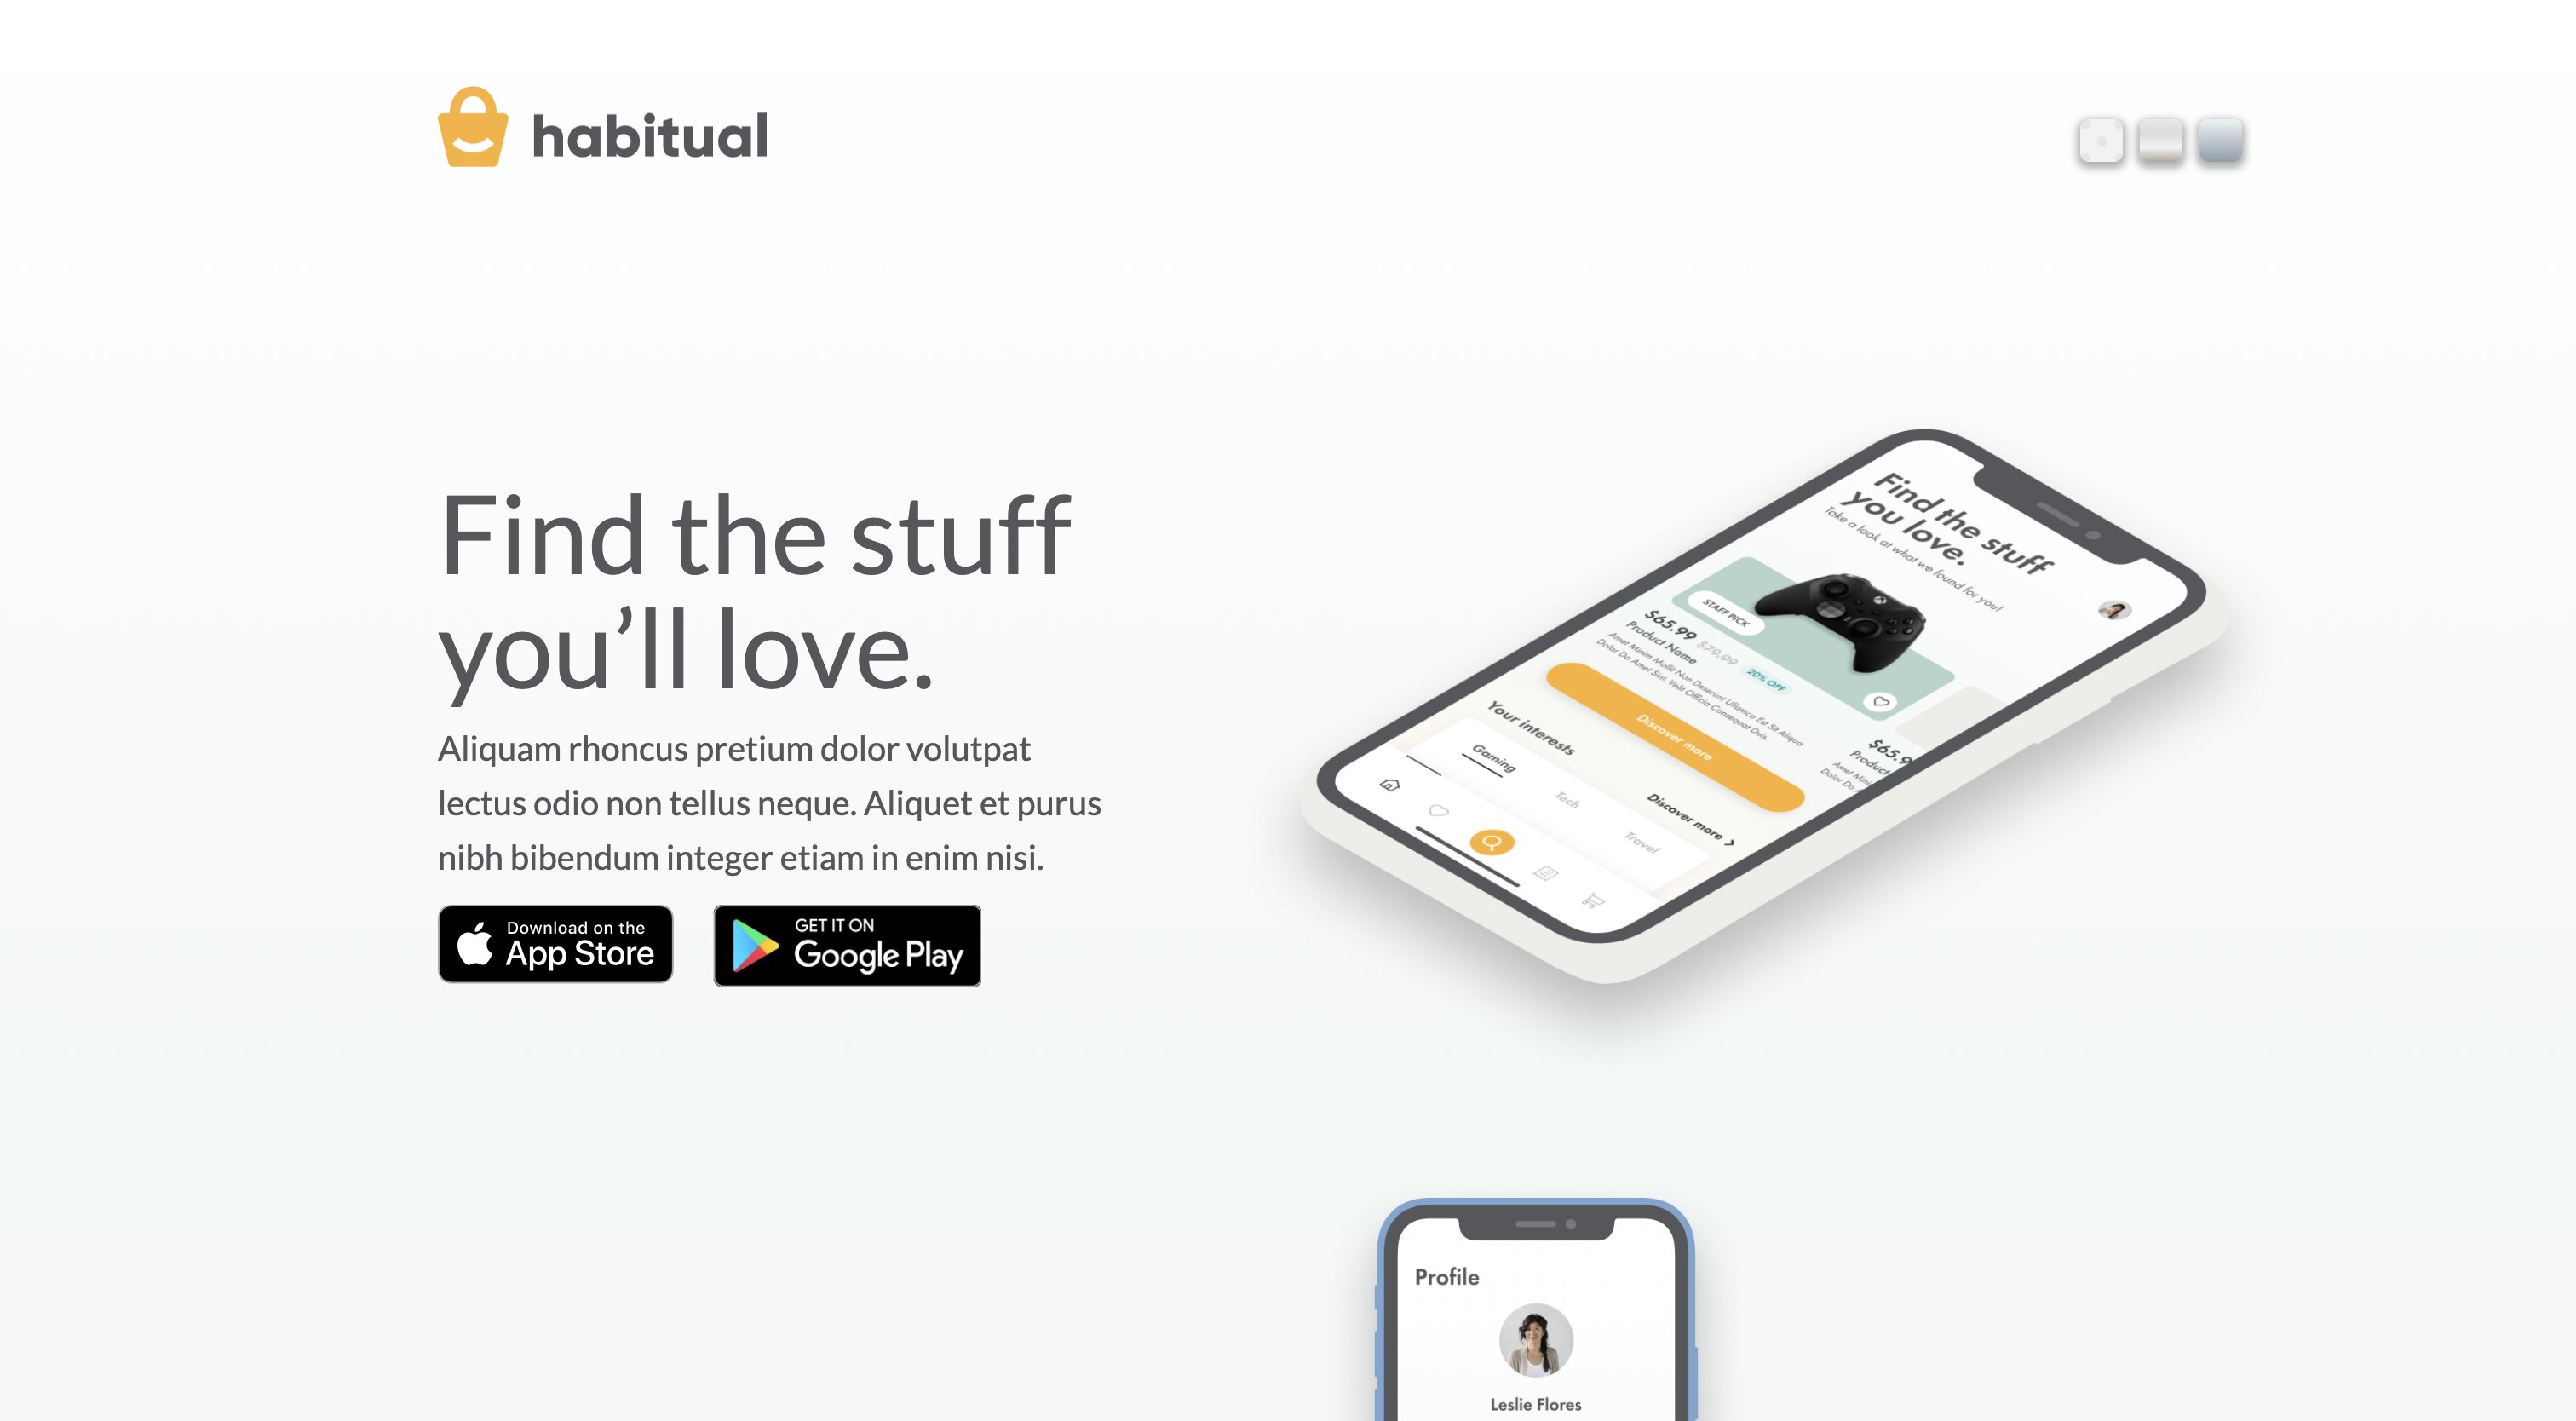 habitual
Find the stuff
you’ll love.
Aliquam rhoncus pretium dolor volutpat
lectus odio non tellus neque. Aliquet et purus
nibh bibendum integer etiam in enim nisi.
Download on the
App Store
GET IT ON
Google Play
Find the stuff
you love.
Take a look at what we found for you!
STAFF PICK
$65.99 $79.99 20% OFF
Product Name
Amet Minim Mollit Non Deserunt Ullamco Est Sit Aliqua
Dolor Do Amet Sint. Velit Officia Consequat Duis.
$65.9
Product
Amet Mini
Dolor Do A
Discover more
Your interests
Discover more
Gaming
Tech
Travel
Profile
Leslie Flores